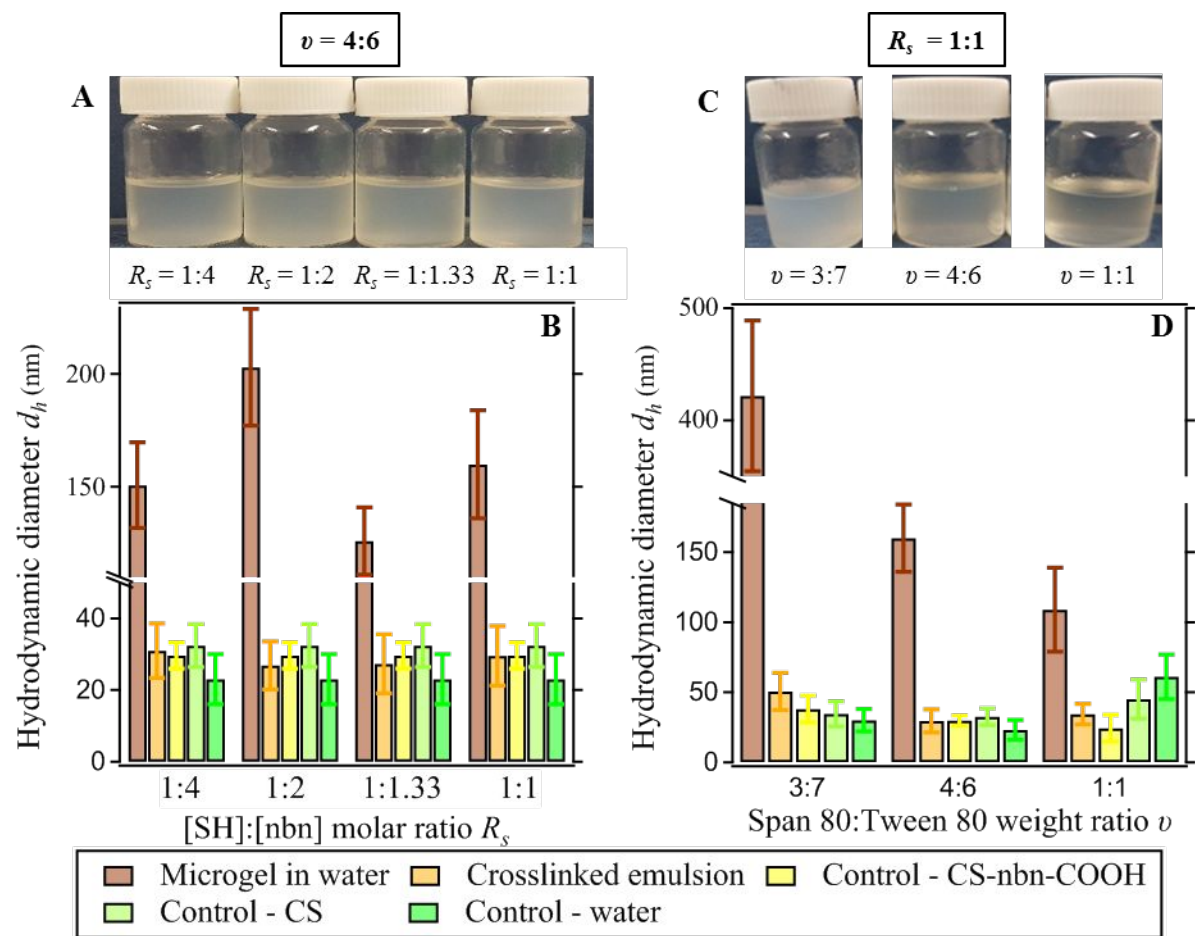 υ = 4:6
R_s = 1:1
A
C
R_s = 1:4
R_s = 1:2
R_s = 1:1.33
R_s = 1:1
υ = 3:7
υ = 4:6
υ = 1:1
B
Hydrodynamic diameter d_h (nm)
200
150
40
20
0
1:4
1:2
1:1.33
1:1
[SH]:[nbn] molar ratio R_s
D
Hydrodynamic diameter d_h (nm)
500
400
150
100
50
0
3:7
4:6
1:1
Span 80:Tween 80 weight ratio υ
Microgel in water
Crosslinked emulsion
Control - CS-nbn-COOH
Control - CS
Control - water